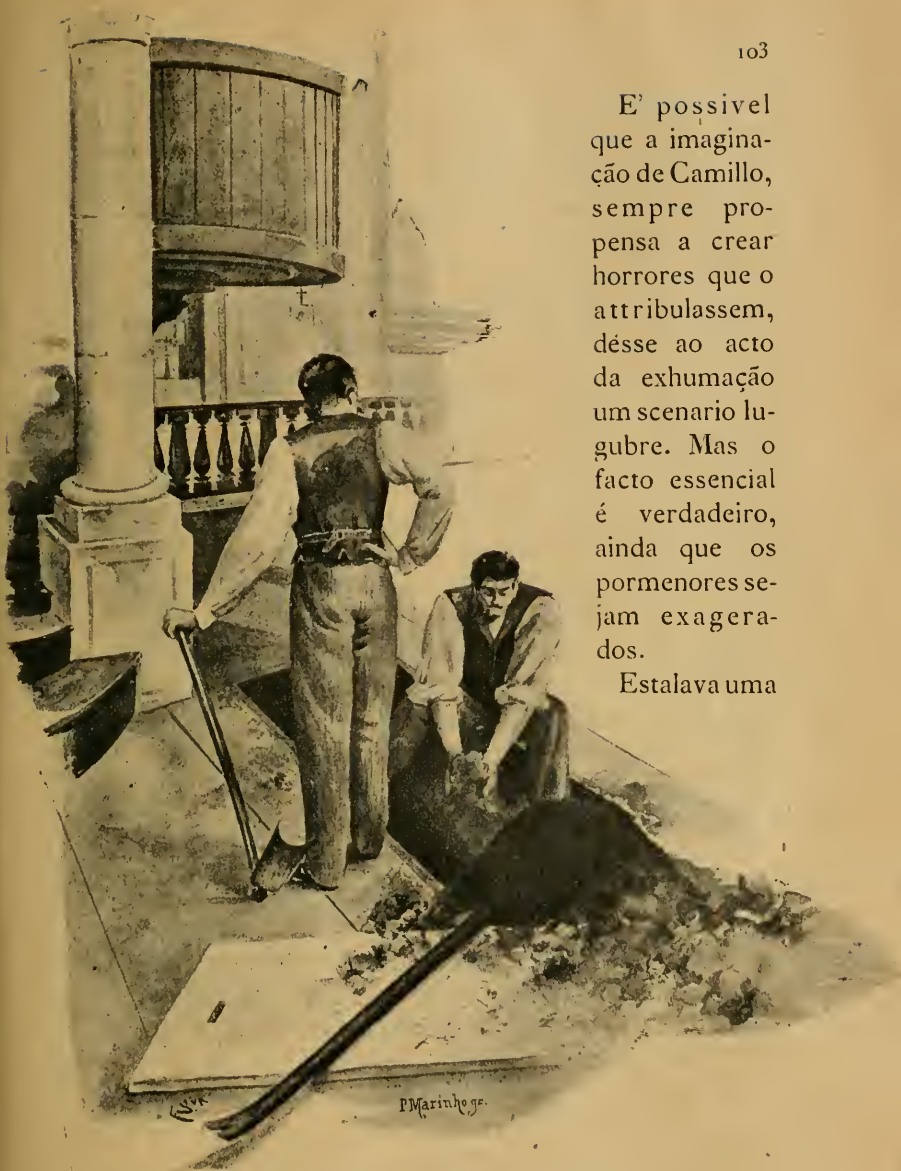 103
E' possivel
que a imagina-
ção de Camillo,
sempre pro-
pensa a crear
horrores que o
attribulassem,
désse ao acto
da exhumação
um scenario lu-
gubre. Mas o
facto essencial
é verdadeiro,
ainda que os
pormenores se-
jam exagera-
dos.
Estalava uma
PMarinho gr.